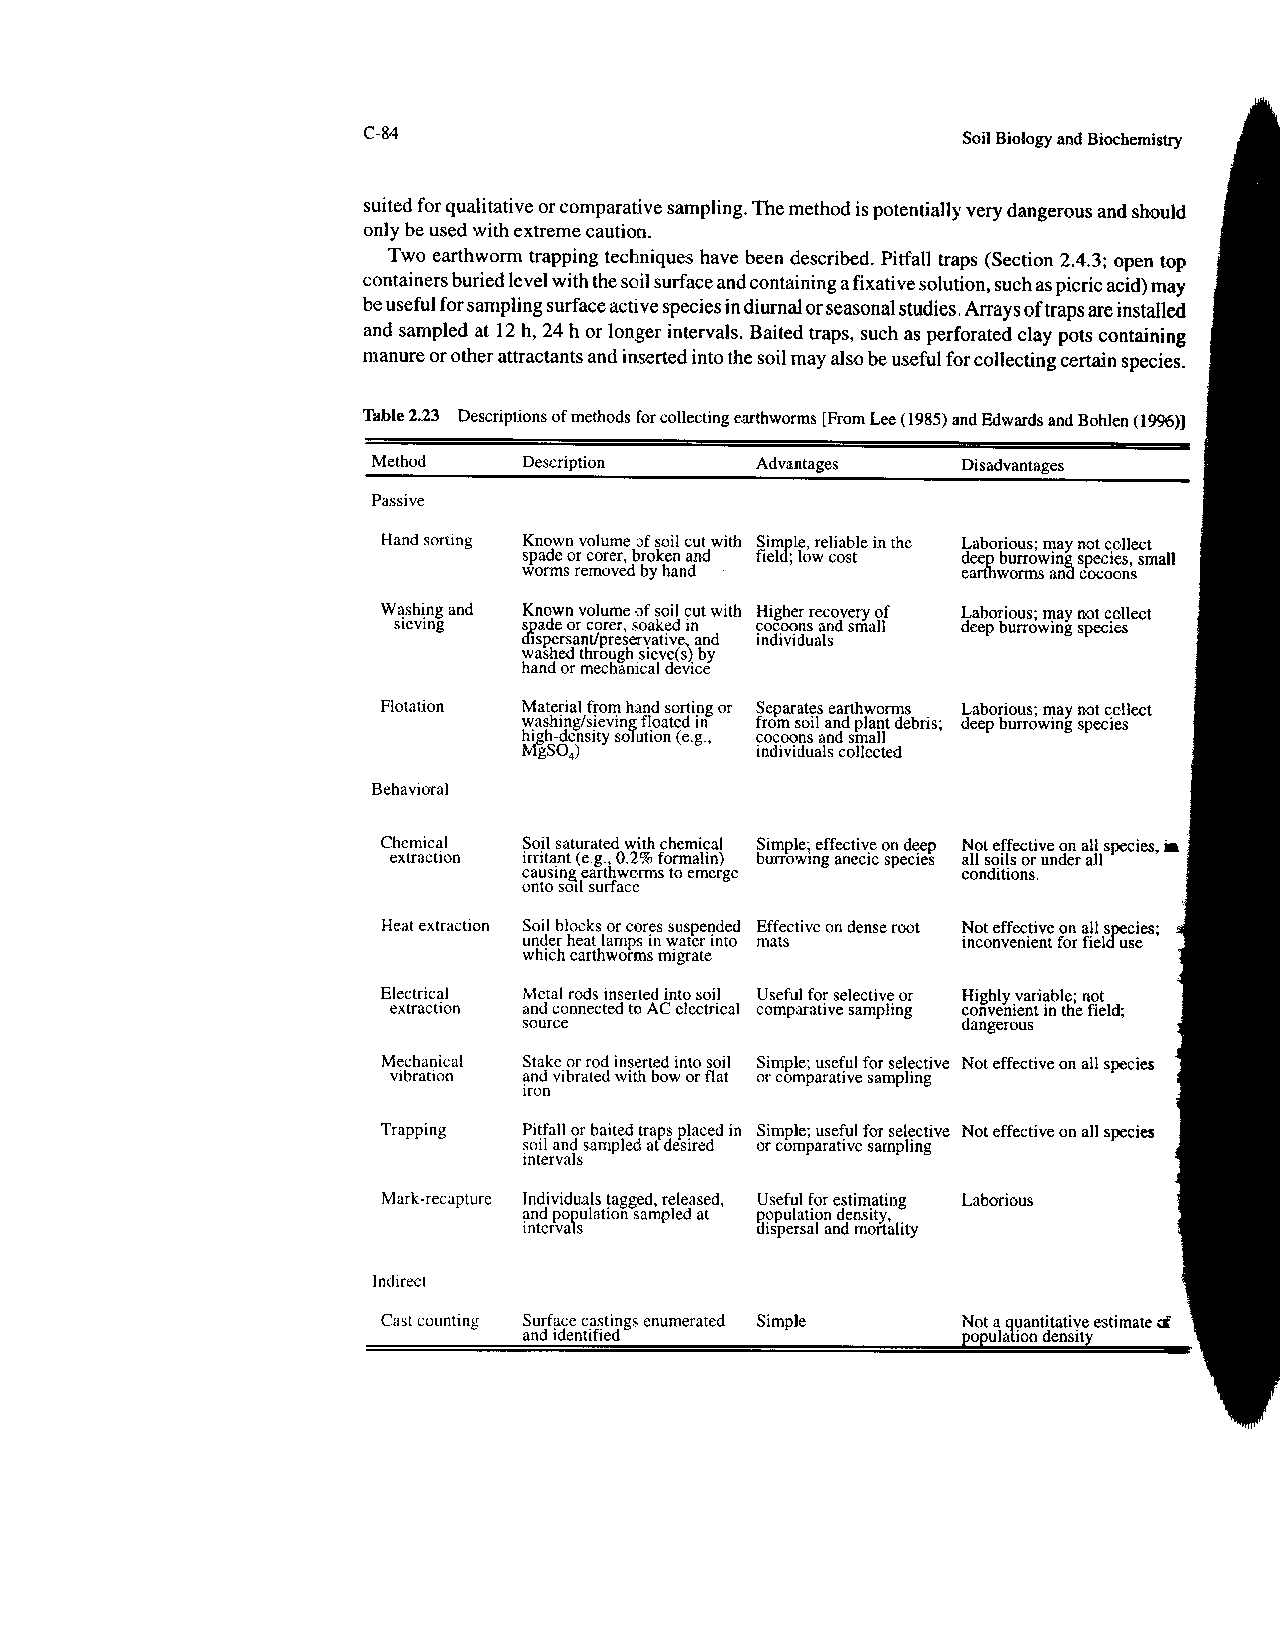 C-84
Soil Biology and Biochemistry
suited for qualitative or comparative sampling. The method is potentially very dangerous and should
only be used with extreme caution.
Two earthworm trapping techniques have been described. Pitfall traps (Section 2.4.3; open top
containers buried level with the soil surface and containing a fixative solution, such as picric acid) may
be useful for sampling surface active species in diurnal or seasonal studies. Arrays of traps are installed
and sampled at 12 h, 24 h or longer intervals. Baited traps, such as perforated clay pots containing
manure or other attractants and inserted into the soil may also be useful for collecting certain species.
Table 2.23 Descriptions of methods for collecting earthworms [From Lee (1985) and Edwards and Bohlen (1996)]
Method Description Advantages Disadvantages
Passive
Hand sorting Known volume of soil cut with Simple, reliable in the Laborious; may not collect
spade or corer, broken and field; low cost deep burrowing species, small
worms removed by hand earthworms and cocoons
Washing and Known volume of soil cut with Higher recovery of Laborious; may not collect
sieving spade or corer, soaked in cocoons and small deep burrowing species
dispersant/preservative, and individuals
washed through sieve(s) by
hand or mechanical device
Flotation Material from hand sorting or Separates earthworms Laborious; may not collect
washing/sieving floated in from soil and plant debris; deep burrowing species
high-density solution (e.g., cocoons and small
MgSO₄) individuals collected
Behavioral
Chemical Soil saturated with chemical Simple; effective on deep Not effective on all species, in
extraction irritant (e.g., 0.2% formalin) burrowing anecic species all soils or under all
causing earthworms to emerge conditions.
onto soil surface
Heat extraction Soil blocks or cores suspended Effective on dense root Not effective on all species;
under heat lamps in water into mats inconvenient for field use
which earthworms migrate
Electrical Metal rods inserted into soil Useful for selective or Highly variable; not
extraction and connected to AC electrical comparative sampling convenient in the field;
source dangerous
Mechanical Stake or rod inserted into soil Simple; useful for selective Not effective on all species
vibration and vibrated with bow or flat or comparative sampling
iron
Trapping Pitfall or baited traps placed in Simple; useful for selective Not effective on all species
soil and sampled at desired or comparative sampling
intervals
Mark-recapture Individuals tagged, released, Useful for estimating Laborious
and population sampled at population density,
intervals dispersal and mortality
Indirect
Cast counting Surface castings enumerated Simple Not a quantitative estimate of
and identified population density